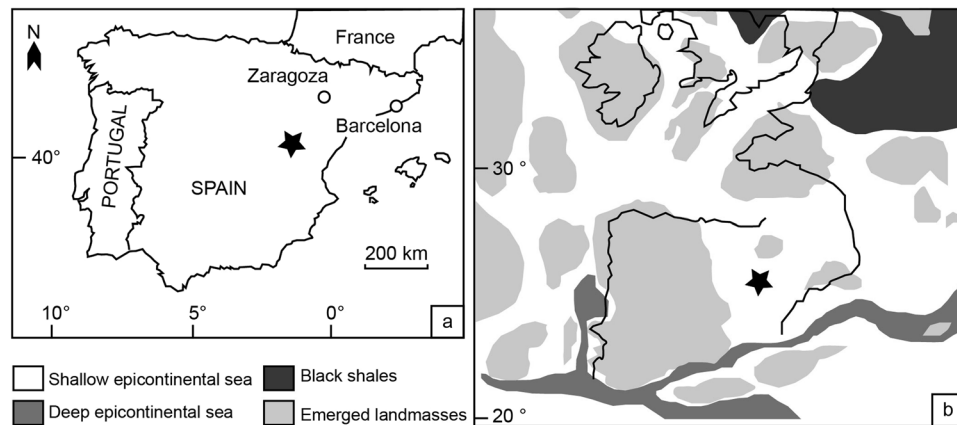 N
France
Zaragoza
Barcelona
40°
PORTUGAL
SPAIN
200 km
10°
5°
0°
a
Shallow epicontinental sea
Black shales
Deep epicontinental sea
Emerged landmasses
30 °
20 °
b